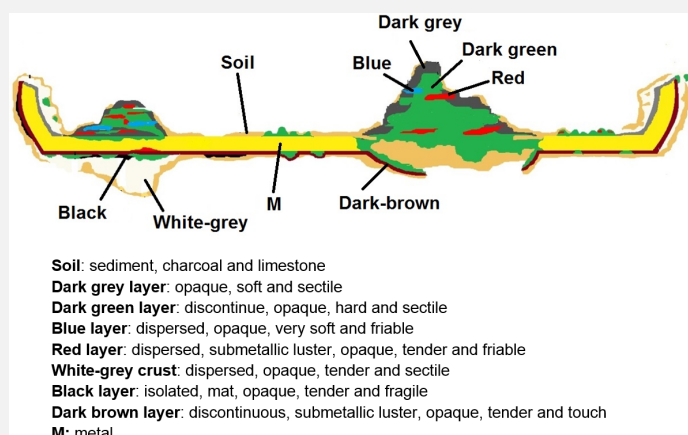 Dark grey
Dark green
Soil
Blue
Red
Black
White-grey
M
Dark-brown
Soil: sediment, charcoal and limestone
Dark grey layer: opaque, soft and sectile
Dark green layer: discontinue, opaque, hard and sectile
Blue layer: dispersed, opaque, very soft and friable
Red layer: dispersed, submetallic luster, opaque, tender and friable
White-grey crust: dispersed, opaque, tender and sectile
Black layer: isolated, mat, opaque, tender and fragile
Dark brown layer: discontinuous, submetallic luster, opaque, tender and touch
M: metal